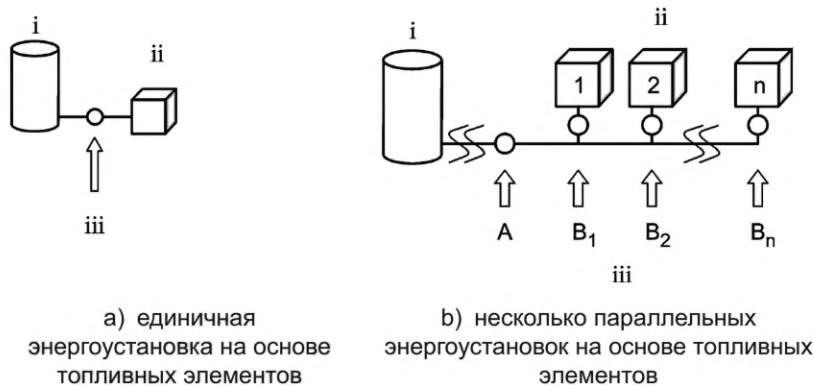 i
ii
iii
a) единичная
энергоустановка на основе
топливных элементов
i
ii
1 2 n
A B₁ B₂ Bₙ
iii
b) несколько параллельных
энергоустановок на основе топливных
элементов